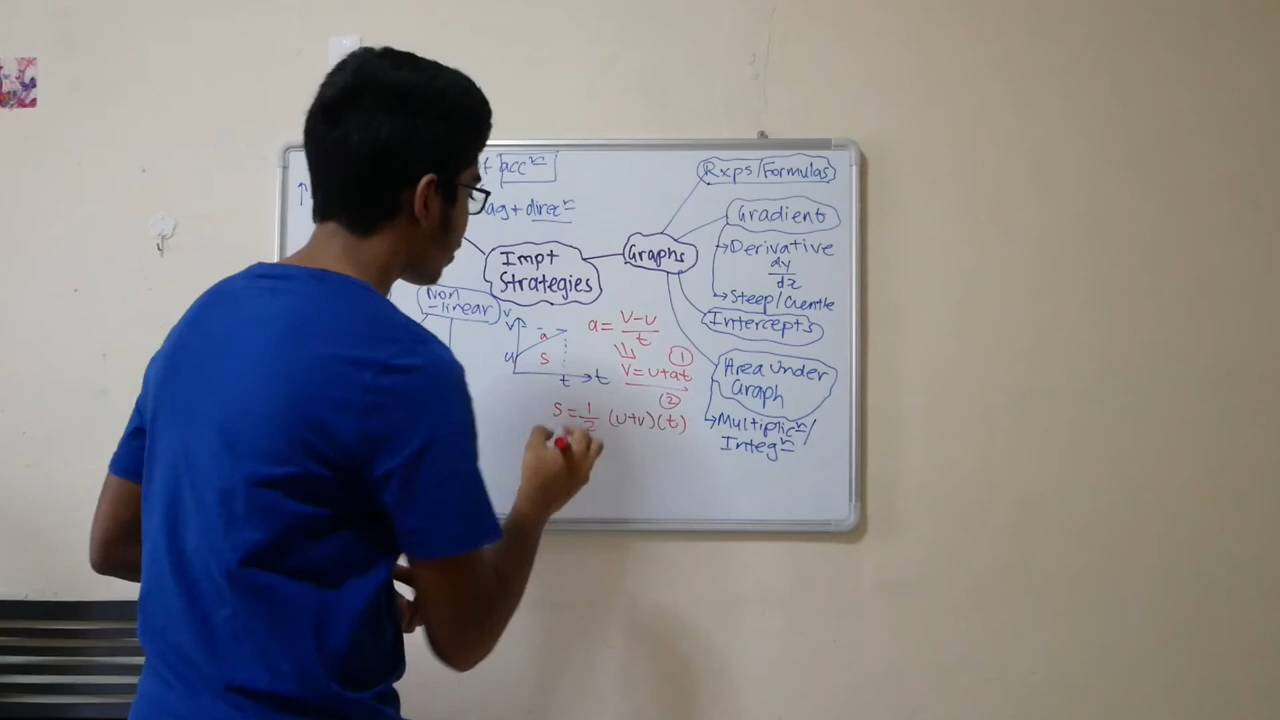 acc^n
mag + direc^n
Impt
Strategies
Non
-linear
Graphs
Rxps/Formulas
Gradient
→Derivative
dy
dx
→Steep/Gentle
Intercepts
Area under
Graph
→Multiplic^n/
Integ^n
v
v
u
a
s
t → t
a = v-u
t
①
v = u+at
②
s = 1/2 (u+v)(t)